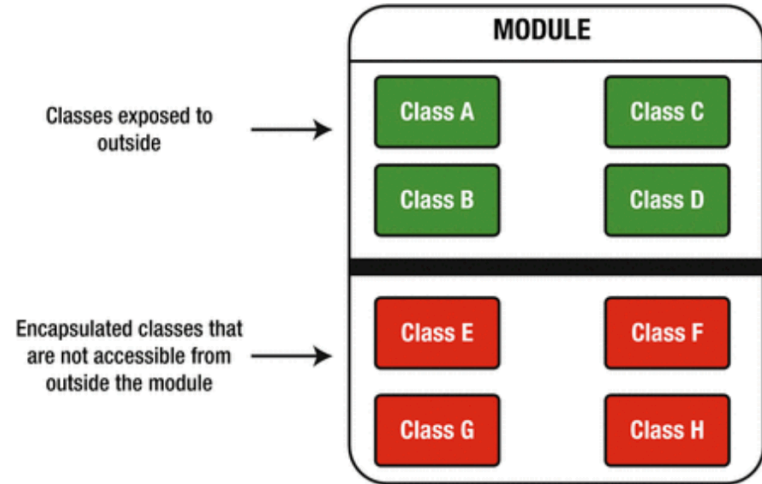 MODULE
Classes exposed to
outside
Class A
Class C
Class B
Class D
Encapsulated classes that
are not accessible from
outside the module
Class E
Class F
Class G
Class H